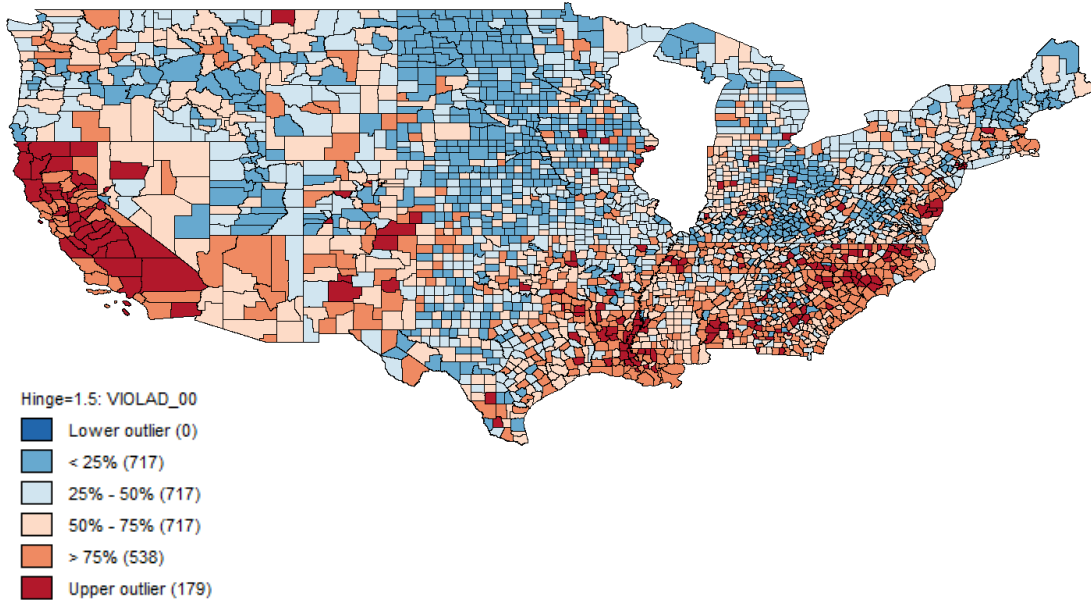 Hinge=1.5: VIOLAD_00
Lower outlier (0)
< 25% (717)
25% - 50% (717)
50% - 75% (717)
> 75% (538)
Upper outlier (179)